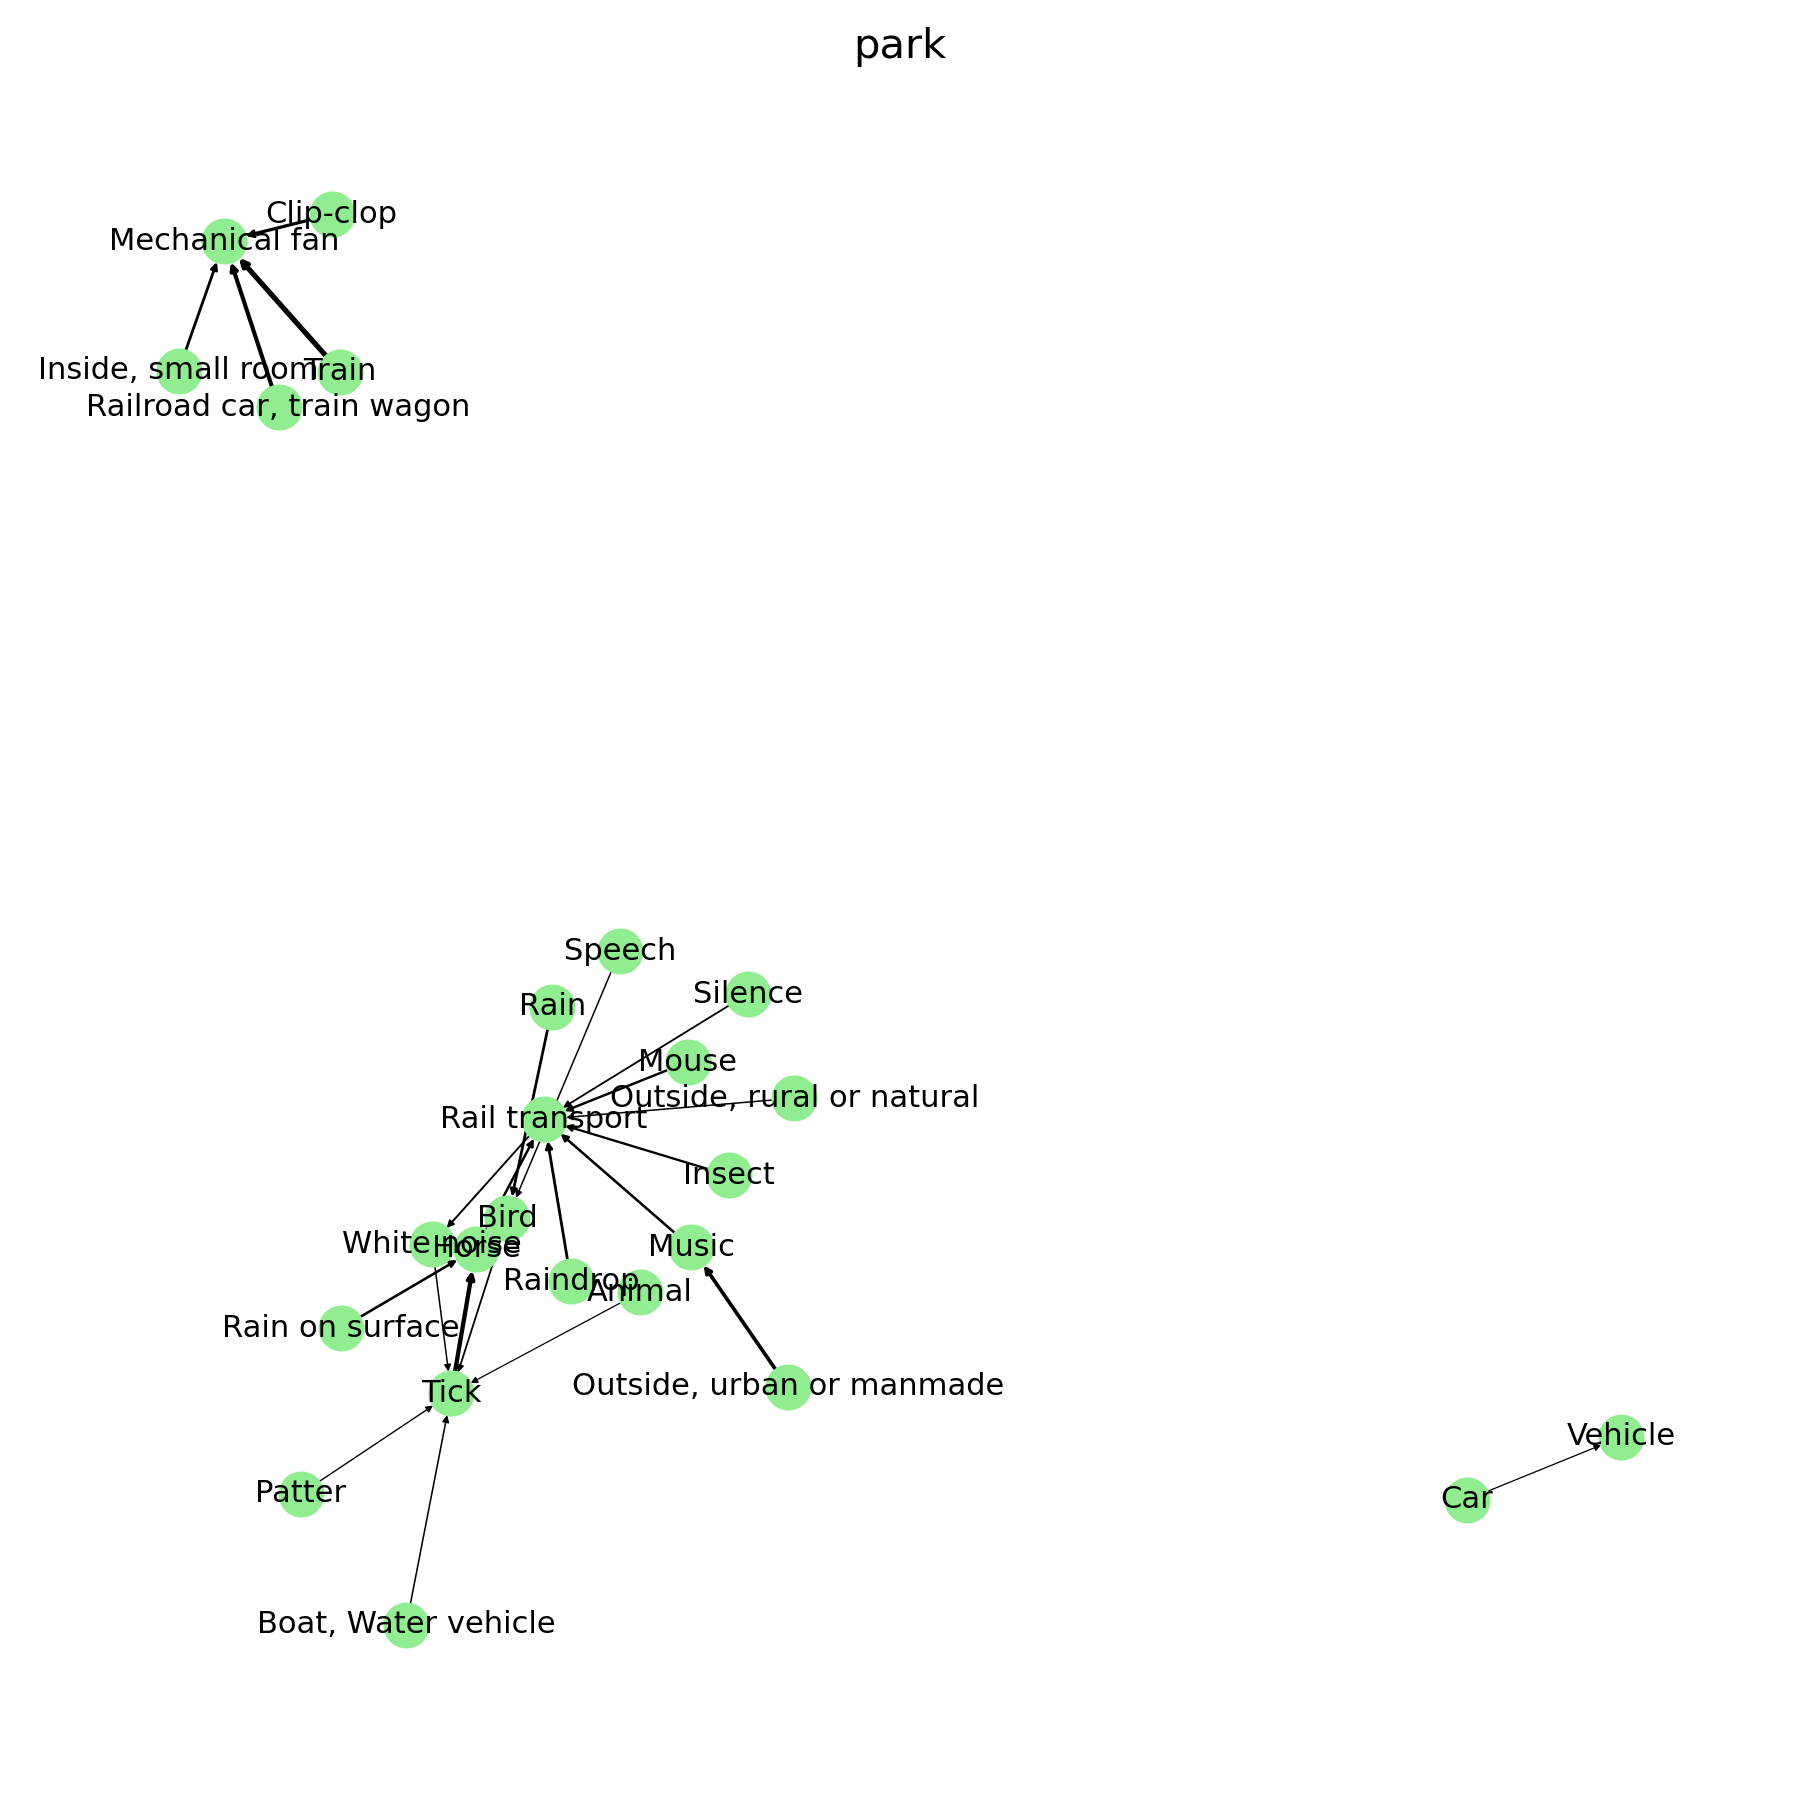 park
Clip-clop
Mechanical fan
Inside, small room
Train
Railroad car, train wagon
Speech
Silence
Rain
Mouse
Outside, rural or natural
Rail transport
Insect
Bird
White noise
Horse
Music
Raindrop
Animal
Rain on surface
Outside, urban or manmade
Tick
Vehicle
Patter
Car
Boat, Water vehicle